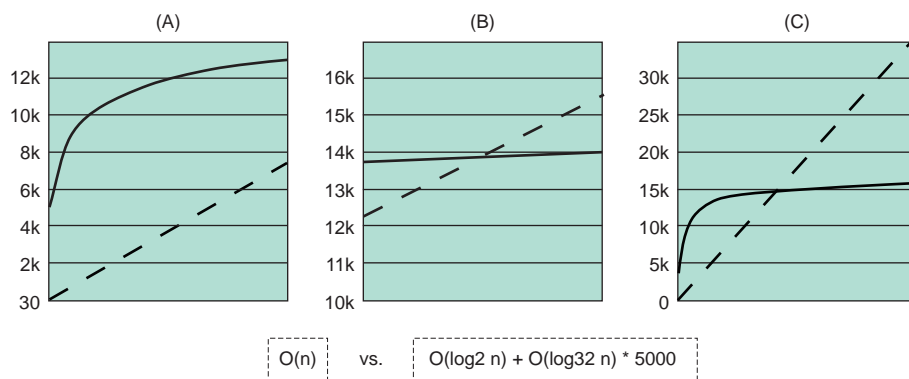 (A)
12k
10k
8k
6k
4k
2k
30
(B)
16k
15k
14k
13k
12k
11k
10k
(C)
30k
25k
20k
15k
10k
5k
0
O(n) vs. O(log2 n) + O(log32 n) * 5000